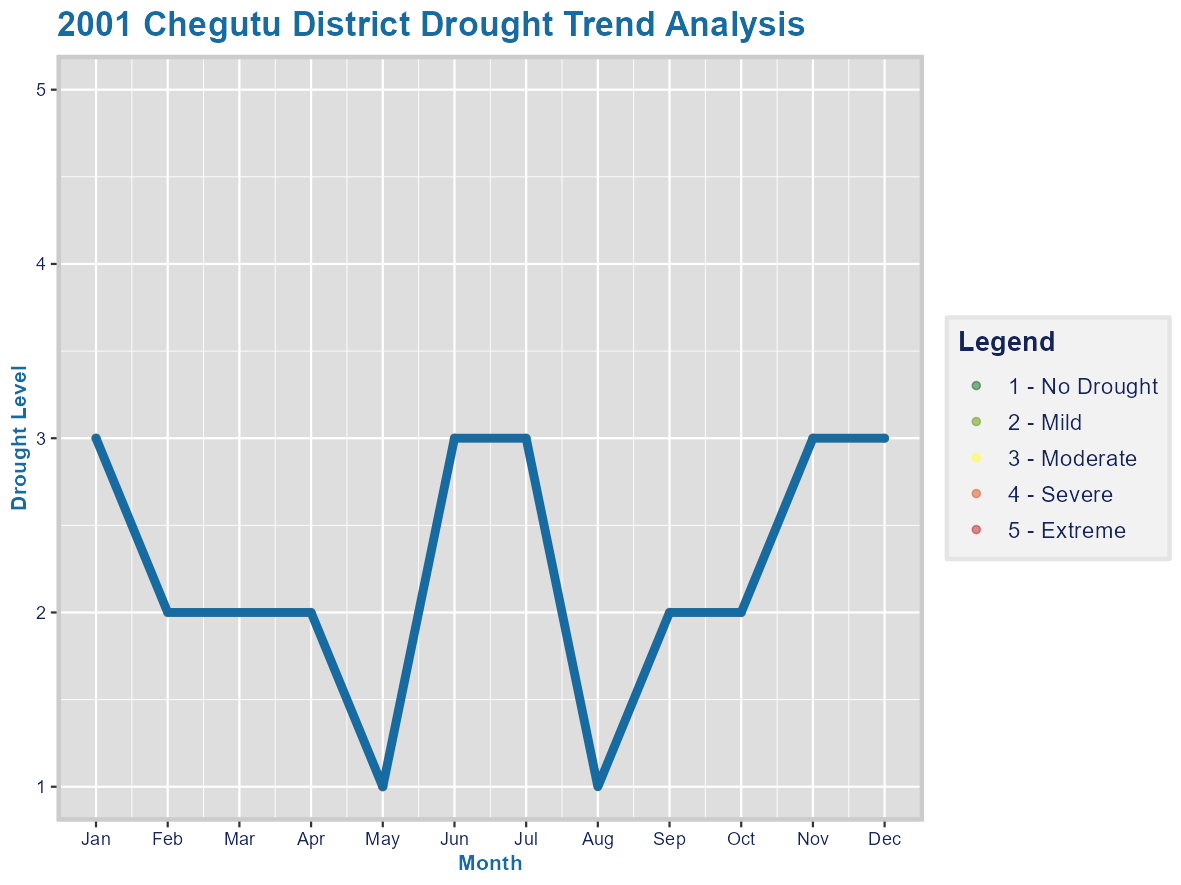 2001 Chegutu District Drought Trend Analysis
Drought Level
5
4
3
2
1
Jan Feb Mar Apr May Jun Jul Aug Sep Oct Nov Dec
Month
Legend
1 - No Drought
2 - Mild
3 - Moderate
4 - Severe
5 - Extreme